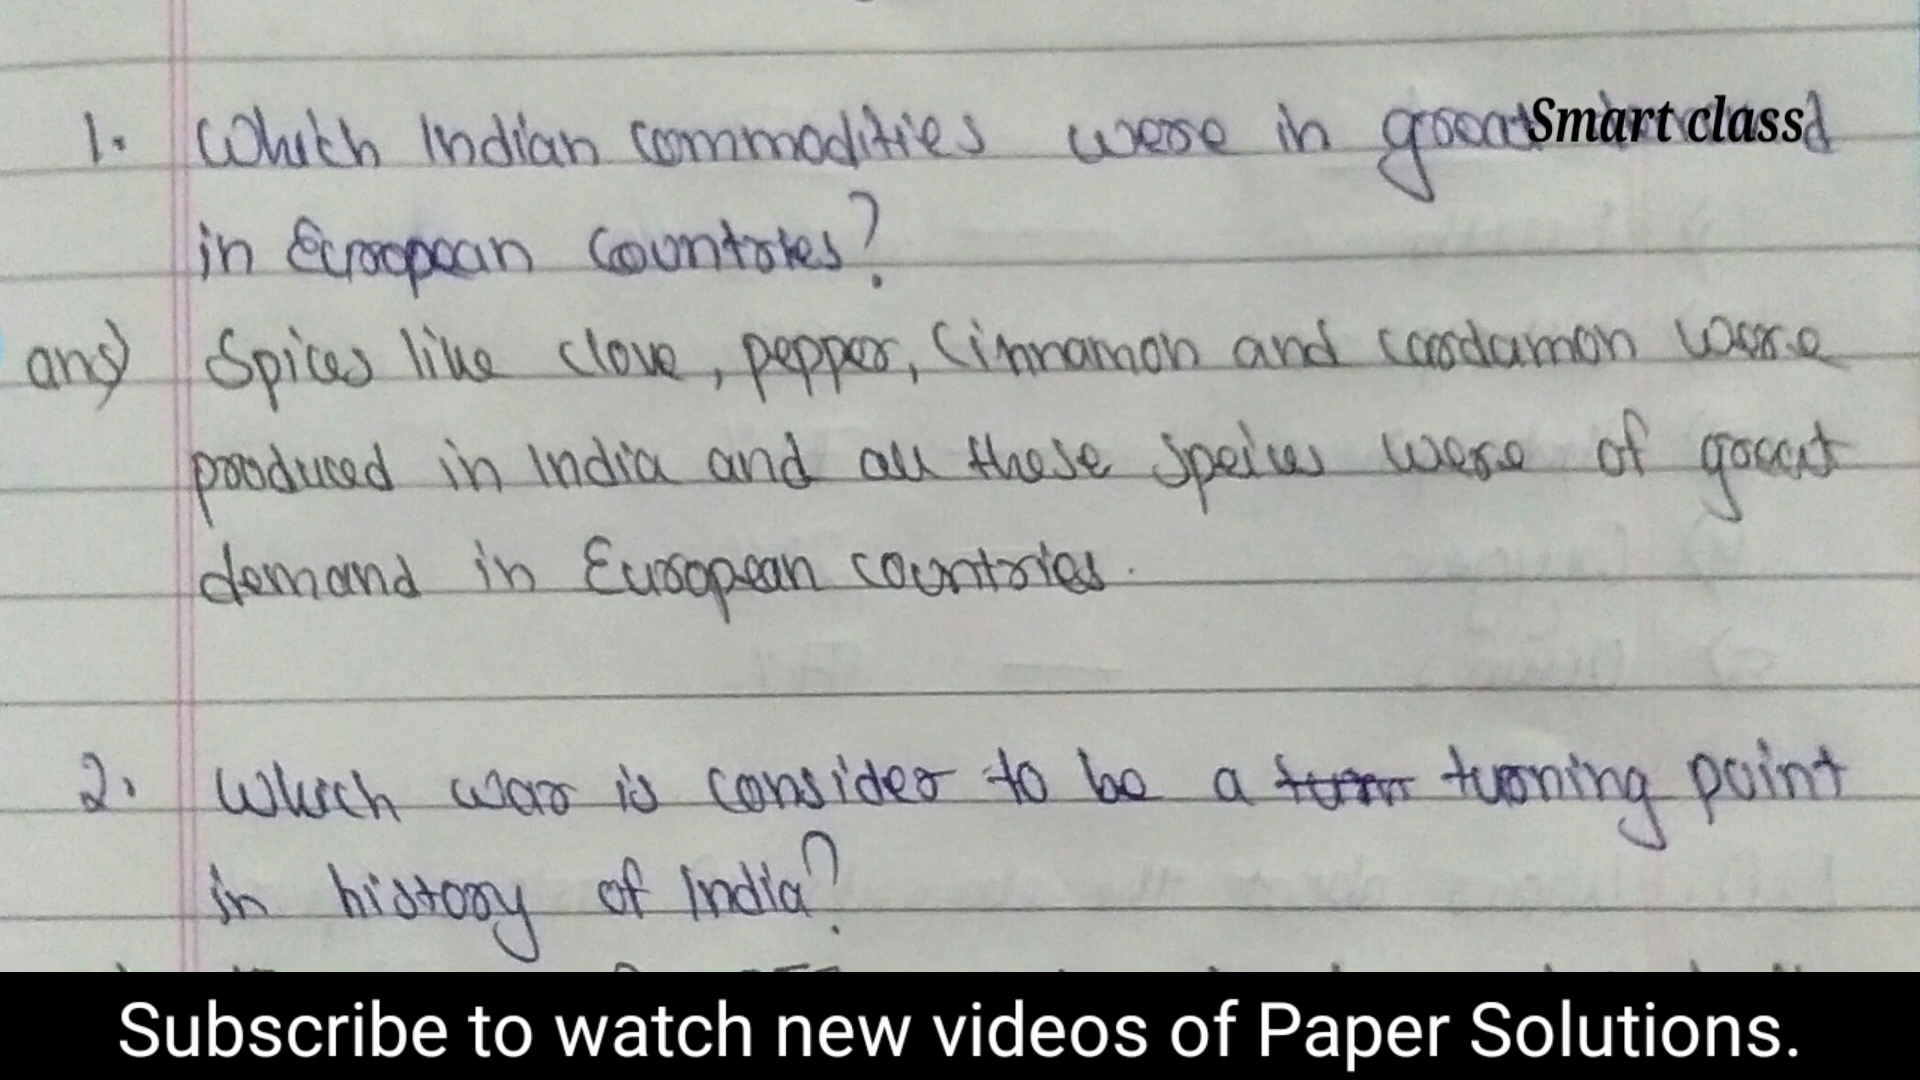 1. Which Indian commodities were in great Smart class
in European Countries?
ans) Spices like clove, pepper, Cinnamon and cardamon were
produced in India and all these Speices were of great
demand in European countries.
2. Which war is consider to be a turn turning point
in history of India?
Subscribe to watch new videos of Paper Solutions.